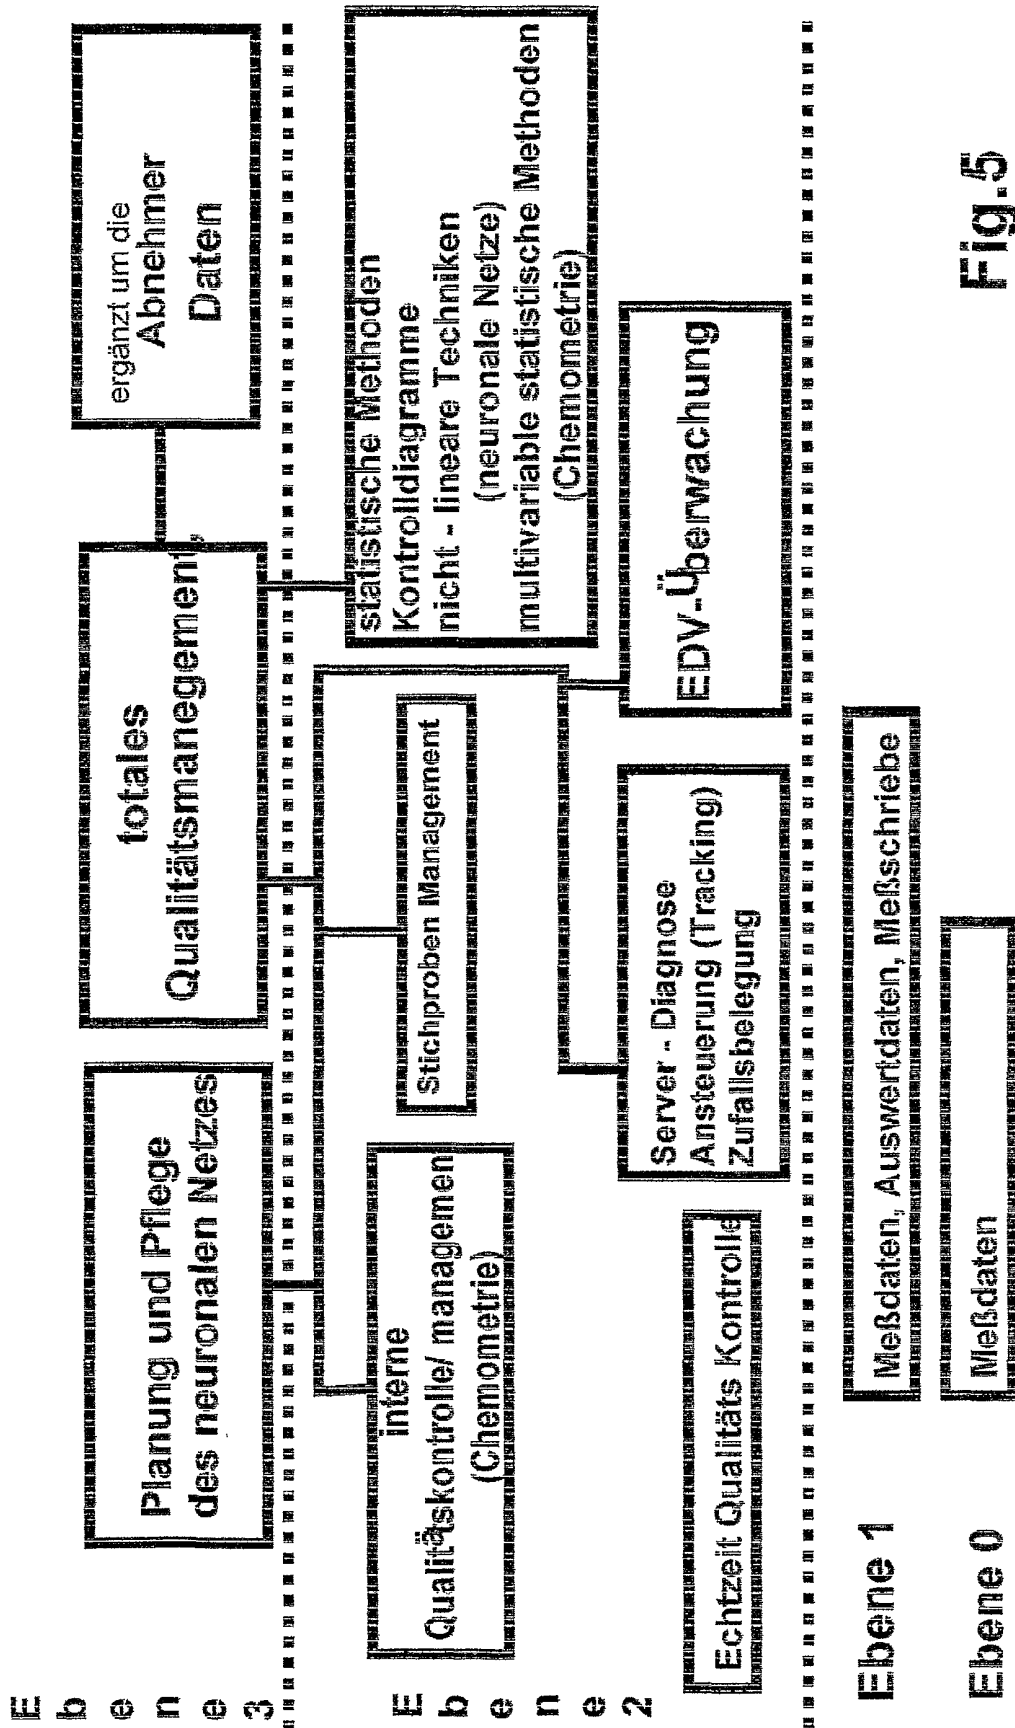 Ebene 3
Planung und Pflege
des neuronalen Netzes
totales
Qualitätsmanegement,
ergänzt um die
Abnehmer
Daten
Ebene 2
interne
Qualitätskontrolle/ managemen
(Chemometrie)
Stichproben Management
statistische Methoden
Kontrolldiagramme
nicht - lineare Techniken
(neuronale Netze)
multivariable statistische Methoden
(Chemometrie)
Echtzeit Qualitäts Kontrolle
Server - Diagnose
Ansteuerung (Tracking)
Zufallsbelegung
EDV-Überwachung
Ebene 1
Meßdaten, Auswertdaten, Meßschriebe
Ebene 0
Meßdaten
Fig.5